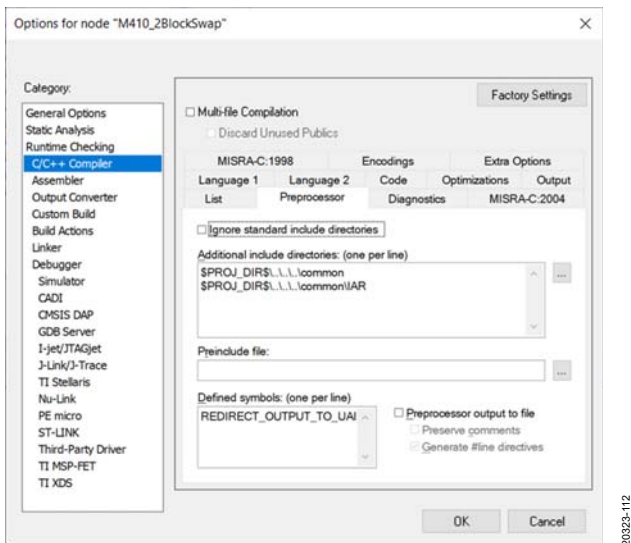 Options for node "M410_2BlockSwap"
Category:
General Options
Static Analysis
Runtime Checking
C/C++ Compiler
Assembler
Output Converter
Custom Build
Build Actions
Linker
Debugger
Simulator
CADI
CMSIS DAP
GDB Server
I-jet/JTAGjet
J-Link/J-Trace
TI Stellaris
Nu-Link
PE micro
ST-LINK
Third-Party Driver
TI MSP-FET
TI XDS
Factory Settings
Multi-file Compilation
Discard Unused Publics
MISRA-C:1998 Encodings Extra Options
Language 1 Language 2 Code Optimizations Output
List Preprocessor Diagnostics MISRA-C:2004
Ignore standard include directories
Additional include directories: (one per line)
$PROJ_DIR$\..\..\..\common
$PROJ_DIR$\..\..\..\common\IAR
...
Preinclude file:
...
Defined symbols: (one per line)
REDIRECT_OUTPUT_TO_UAI
Preprocessor output to file
Preserve comments
Generate #line directives
OK Cancel
20323-112